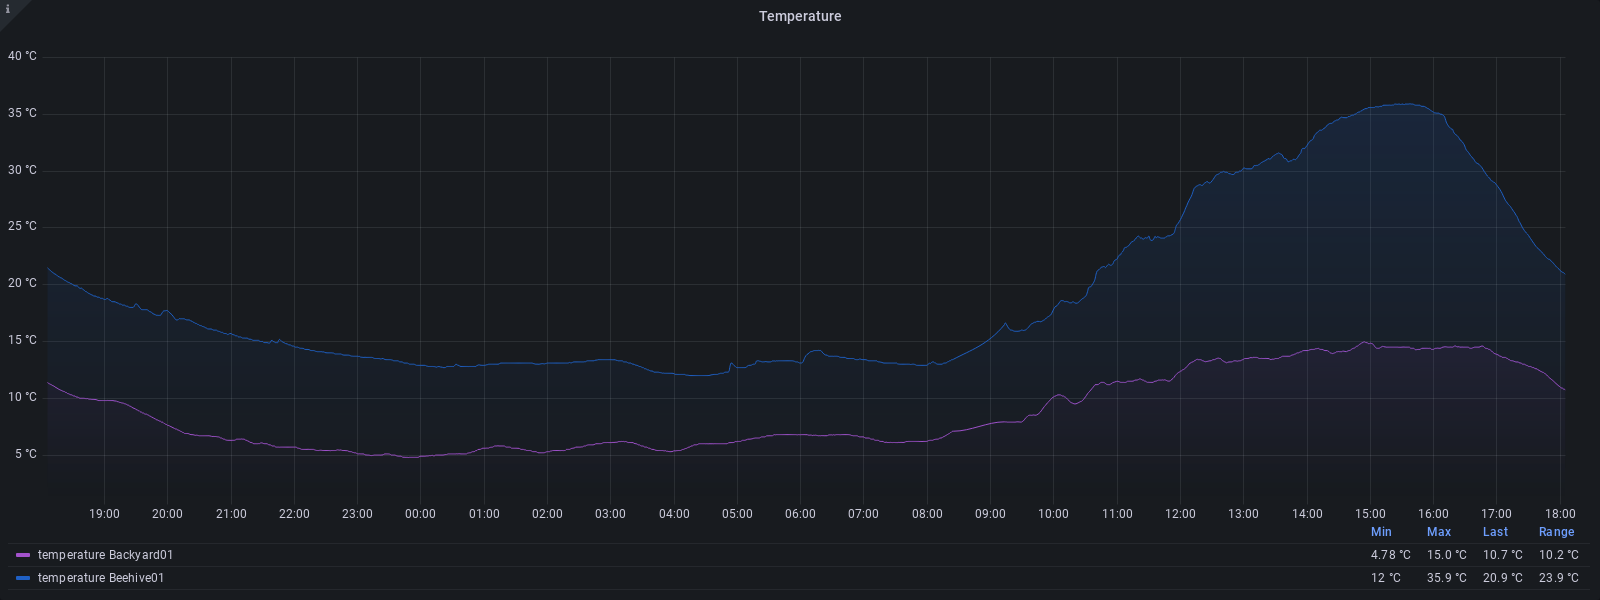 i
Temperature
40 °C
35 °C
30 °C
25 °C
20 °C
15 °C
10 °C
5 °C
19:00 20:00 21:00 22:00 23:00 00:00 01:00 02:00 03:00 04:00 05:00 06:00 07:00 08:00 09:00 10:00 11:00 12:00 13:00 14:00 15:00 16:00 17:00 18:00
Min Max Last Range
temperature Backyard01 4.78 °C 15.0 °C 10.7 °C 10.2 °C
temperature Beehive01 12 °C 35.9 °C 20.9 °C 23.9 °C